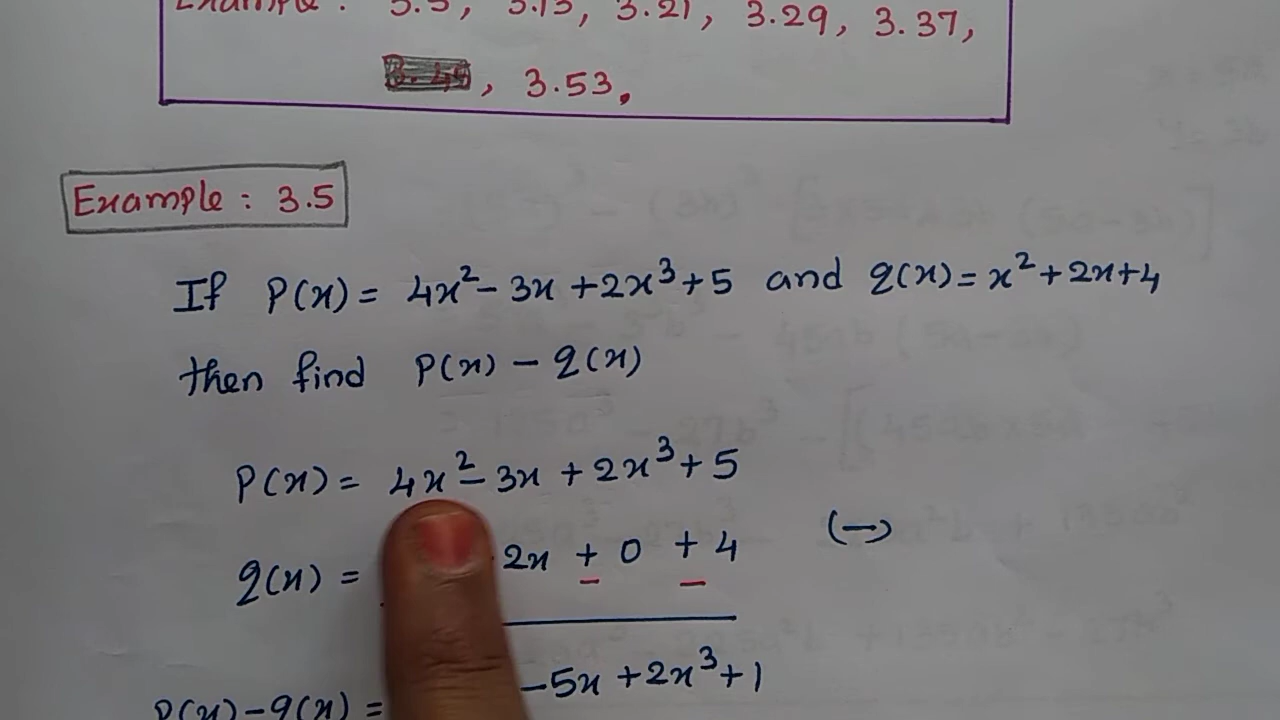 Example : 3.5, 3.13, 3.21, 3.29, 3.37,
, 3.53,
Example : 3.5
If P(x) = 4x² - 3x + 2x³ + 5 and q(x) = x² + 2x + 4
then find P(x) - q(x)
P(x) = 4x² - 3x + 2x³ + 5
q(x) = 2x + 0 + 4 (-)
P(x) - q(x) = -5x + 2x³ + 1